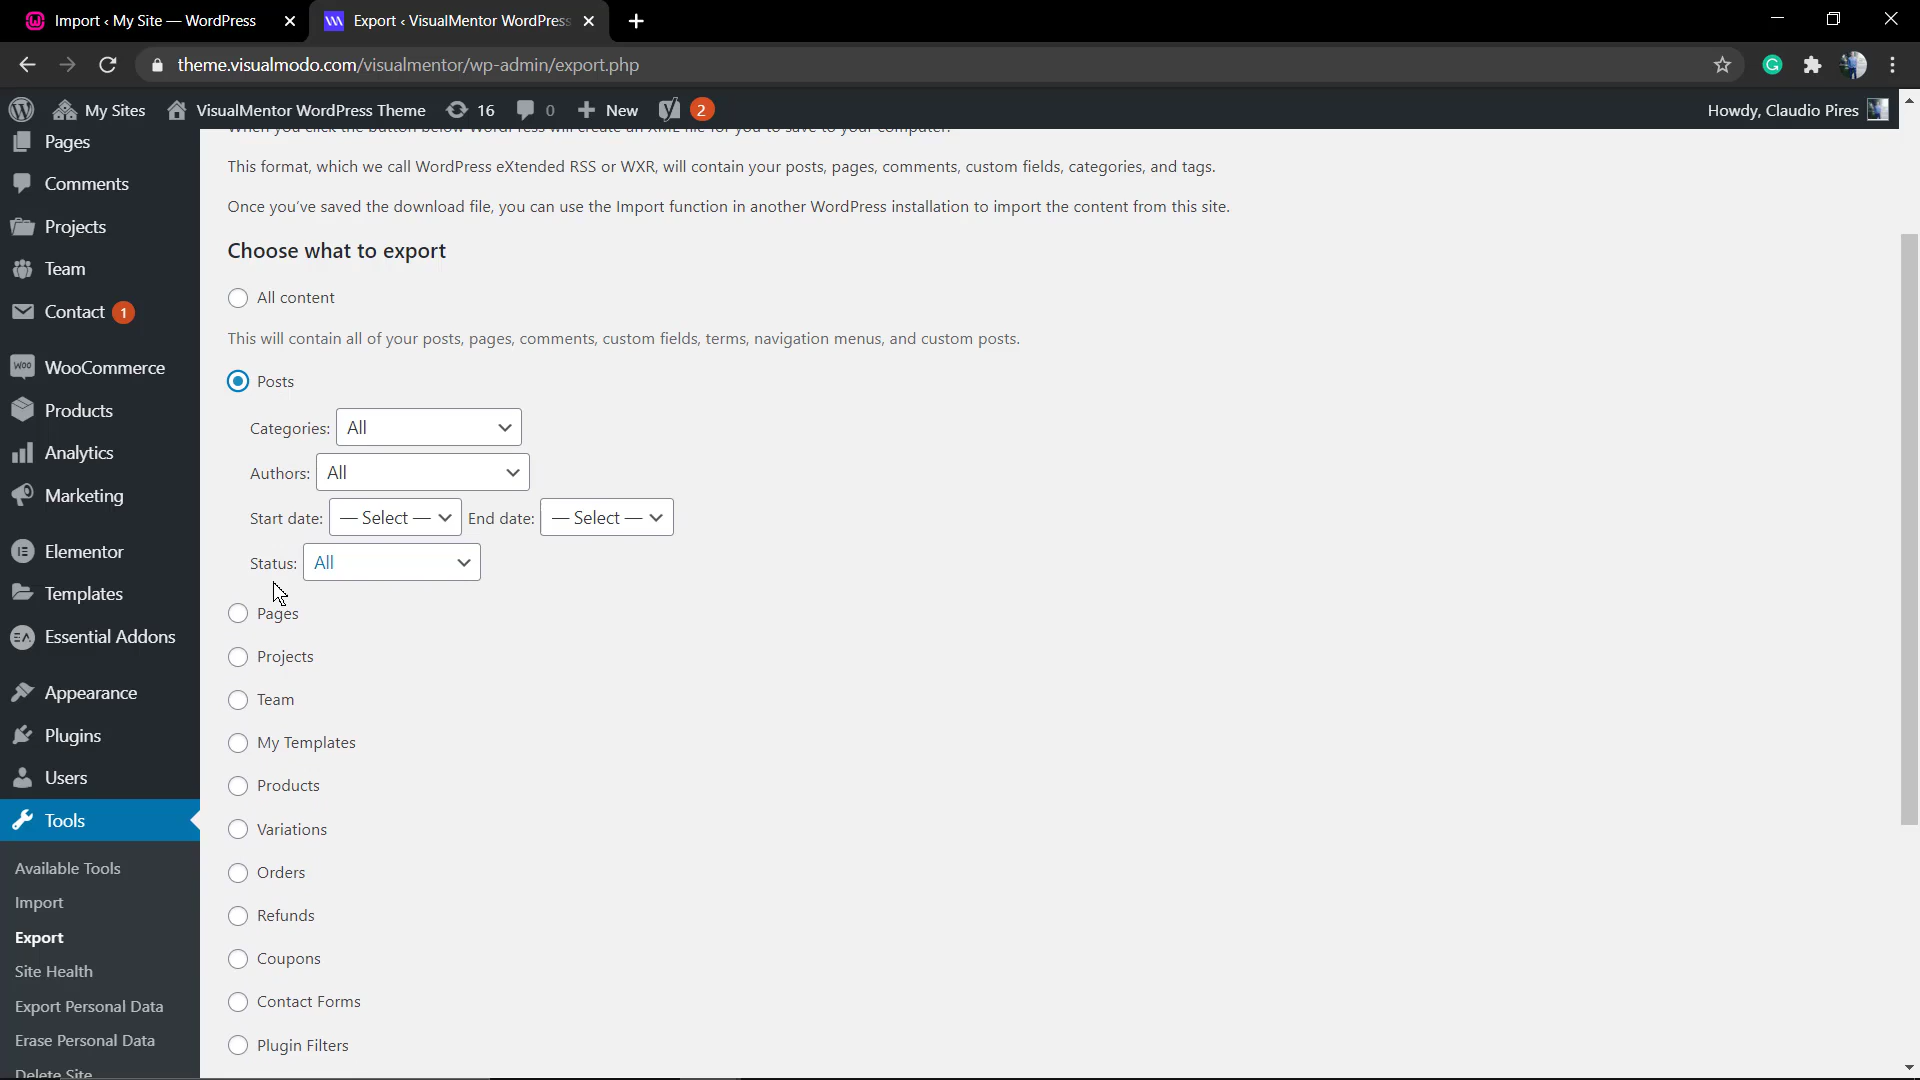 Import ‹ My Site — WordPress
Export ‹ VisualMentor WordPress
theme.visualmodo.com/visualmentor/wp-admin/export.php
My Sites
VisualMentor WordPress Theme
16
0
New
2
Howdy, Claudio Pires
Pages
Comments
Projects
Team
Contact 1
WooCommerce
Products
Analytics
Marketing
Elementor
Templates
Essential Addons
Appearance
Plugins
Users
Tools
Available Tools
Import
Export
Site Health
Export Personal Data
Erase Personal Data
Delete Site
When you click the button below WordPress will create an XML file for you to save to your computer.
This format, which we call WordPress eXtended RSS or WXR, will contain your posts, pages, comments, custom fields, categories, and tags.
Once you’ve saved the download file, you can use the Import function in another WordPress installation to import the content from this site.
Choose what to export
All content
This will contain all of your posts, pages, comments, custom fields, terms, navigation menus, and custom posts.
Posts
Categories: All
Authors: All
Start date: — Select — End date: — Select —
Status: All
Pages
Projects
Team
My Templates
Products
Variations
Orders
Refunds
Coupons
Contact Forms
Plugin Filters